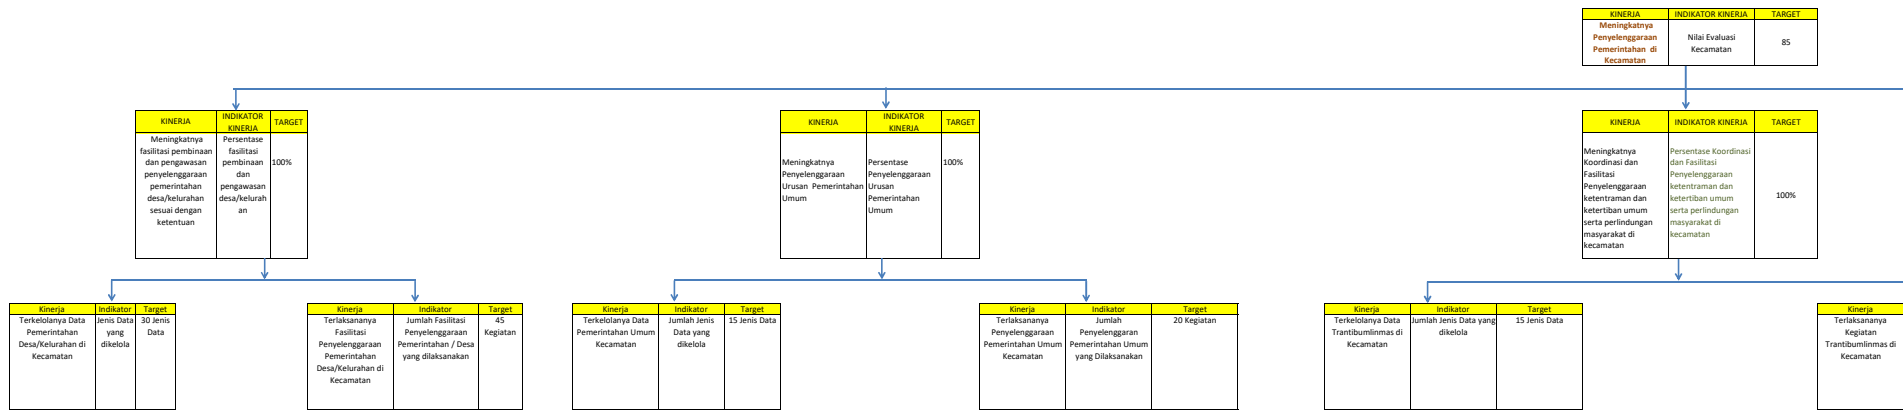 KINERJA INDIKATOR KINERJA TARGET
Meningkatnya
Penyelenggaraan
Pemerintahan di
Kecamatan
Nilai Evaluasi
Kecamatan
85
KINERJA
INDIKATOR
KINERJA
TARGET
Meningkatnya
fasilitasi pembinaan
dan pengawasan
penyelenggaraan
pemerintahan
desa/kelurahan
sesuai dengan
ketentuan
Persentase
fasilitasi
pembinaan
dan
pengawasan
desa/kelurah
an
100%
KINERJA
INDIKATOR
KINERJA
TARGET
Meningkatnya
Penyelenggaraan
Urusan Pemerintahan
Umum
Persentase
Penyelenggaraan
Urusan
Pemerintahan
Umum
100%
KINERJA INDIKATOR KINERJA TARGET
Meningkatnya
Koordinasi dan
Fasilitasi
Penyelenggaraan
ketentraman dan
ketertiban umum
serta perlindungan
masyarakat di
kecamatan
Persentase Koordinasi
dan Fasilitasi
Penyelenggaraan
ketentraman dan
ketertiban umum
serta perlindungan
masyarakat di
kecamatan
100%
Kinerja Indikator Target
Terkelolanya Data
Pemerintahan
Desa/Kelurahan di
Kecamatan
Jenis Data
yang
dikelola
30 Jenis
Data
Kinerja Indikator Target
Terlaksananya
Fasilitasi
Penyelenggaraan
Pemerintahan
Desa/Kelurahan di
Kecamatan
Jumlah Fasilitasi
Penyelenggaraan
Pemerintahan / Desa
yang dilaksanakan
45
Kegiatan
Kinerja Indikator Target
Terkelolanya Data
Pemerintahan Umum
Kecamatan
Jumlah Jenis
Data yang
dikelola
15 Jenis Data
Kinerja Indikator Target
Terlaksananya
Penyelenggaraan
Pemerintahan Umum
Kecamatan
Jumlah
Penyelenggaran
Pemerintahan Umum
yang Dilaksanakan
20 Kegiatan
Kinerja Indikator Target
Terkelolanya Data
Trantibumlinmas di
Kecamatan
Jumlah Jenis Data yang
dikelola
15 Jenis Data
Kinerja
Terlaksananya
Kegiatan
Trantibumlinmas di
Kecamatan